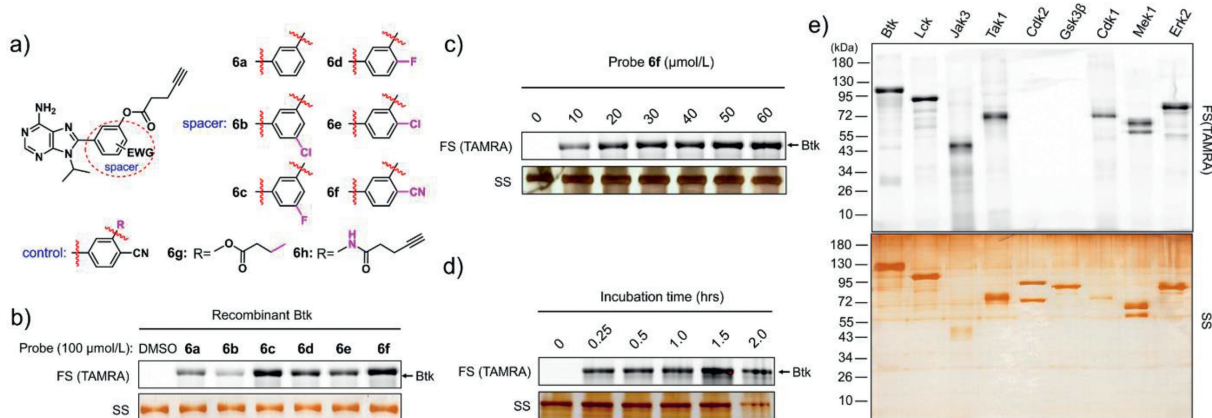 a)
NH₂
N
N
N
N
O
O
EWG
spacer
spacer:
6a
6b
Cl
6c
F
6d
F
6e
Cl
6f
CN
control:
R
CN
6g: R=
O
O
6h: R=
H
N
O
b)
Recombinant Btk
Probe (100 μmol/L): DMSO 6a 6b 6c 6d 6e 6f
FS (TAMRA)
Btk
SS
c)
Probe 6f (μmol/L)
0 10 20 30 40 50 60
FS (TAMRA)
Btk
SS
d)
Incubation time (hrs)
0 0.25 0.5 1.0 1.5 2.0
FS (TAMRA)
Btk
SS
e)
Btk Lck Jak3 Tak1 Cdk2 Gsk3β Cdk1 Mek1 Erk2
(kDa)
180
130
95
72
55
43
34
26
10
FS(TAMRA)
180
130
95
72
55
43
34
26
10
SS